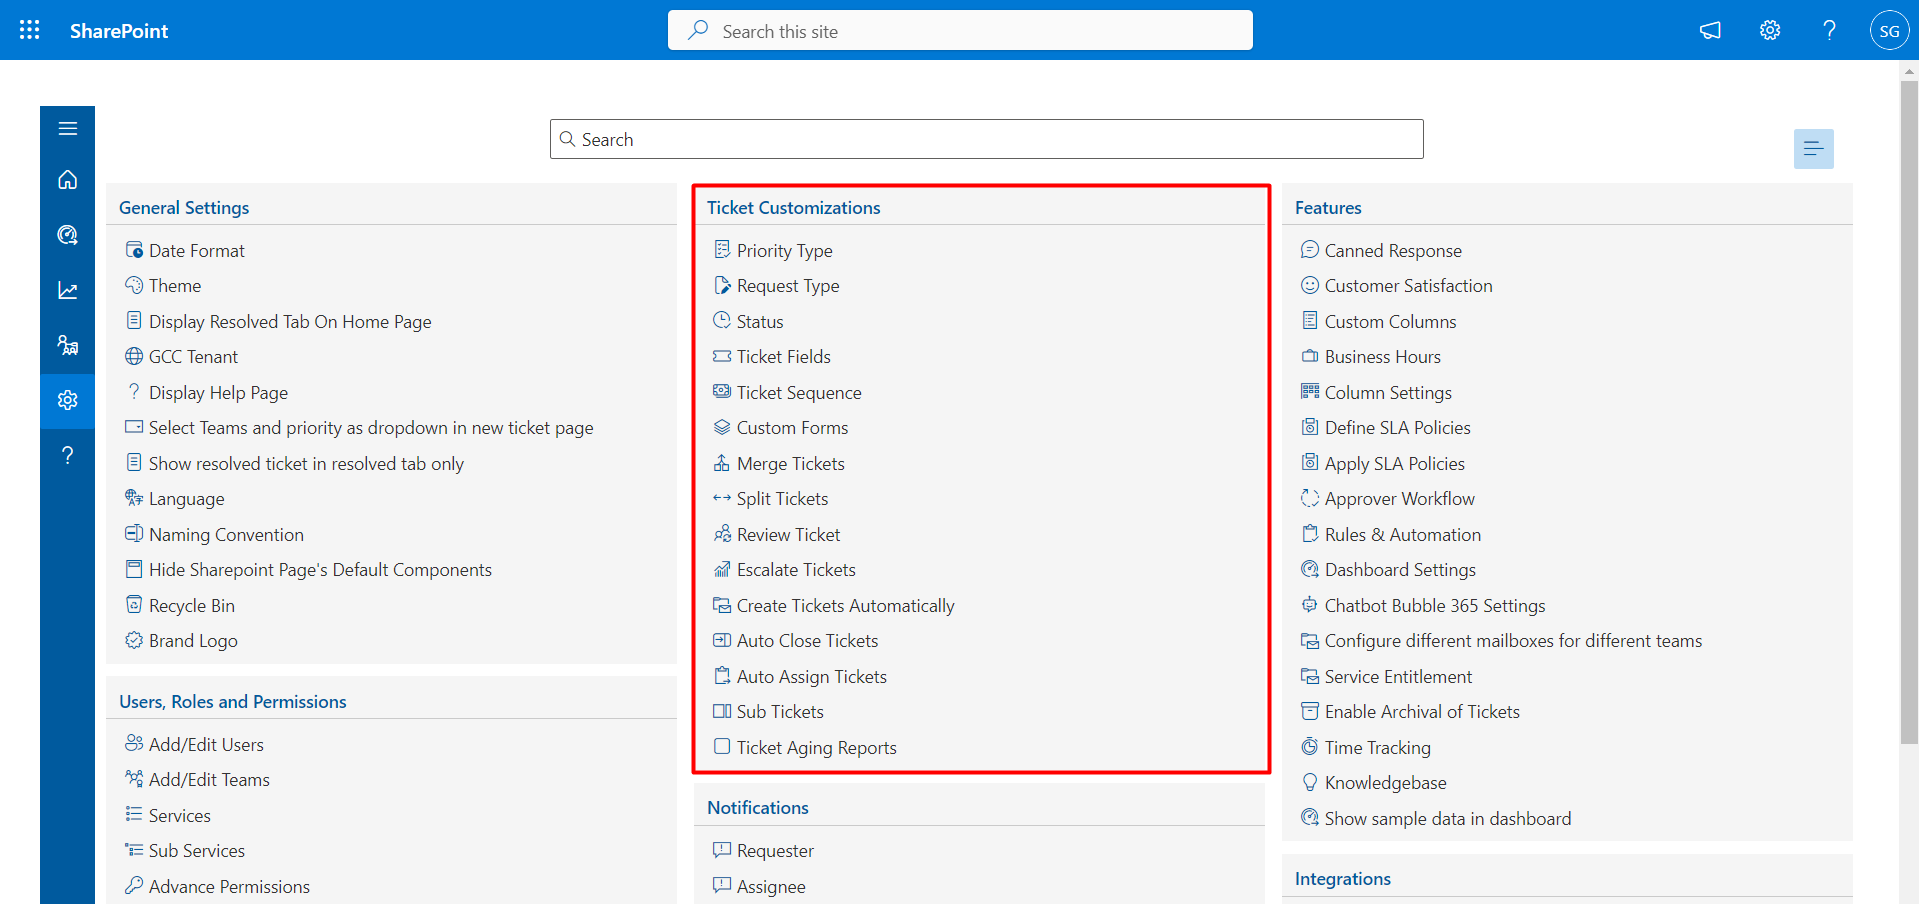 SharePoint
Search this site
SG
Search
General Settings
Date Format
Theme
Display Resolved Tab On Home Page
GCC Tenant
Display Help Page
Select Teams and priority as dropdown in new ticket page
Show resolved ticket in resolved tab only
Language
Naming Convention
Hide Sharepoint Page's Default Components
Recycle Bin
Brand Logo
Users, Roles and Permissions
Add/Edit Users
Add/Edit Teams
Services
Sub Services
Advance Permissions
Ticket Customizations
Priority Type
Request Type
Status
Ticket Fields
Ticket Sequence
Custom Forms
Merge Tickets
Split Tickets
Review Ticket
Escalate Tickets
Create Tickets Automatically
Auto Close Tickets
Auto Assign Tickets
Sub Tickets
Ticket Aging Reports
Notifications
Requester
Assignee
Features
Canned Response
Customer Satisfaction
Custom Columns
Business Hours
Column Settings
Define SLA Policies
Apply SLA Policies
Approver Workflow
Rules & Automation
Dashboard Settings
Chatbot Bubble 365 Settings
Configure different mailboxes for different teams
Service Entitlement
Enable Archival of Tickets
Time Tracking
Knowledgebase
Show sample data in dashboard
Integrations